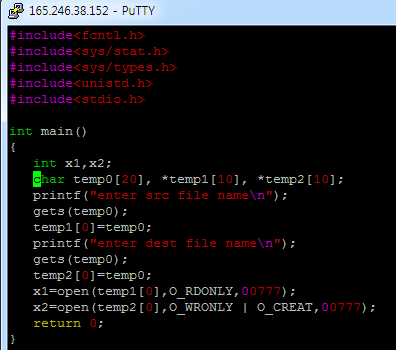 165.246.38.152 - PuTTY
#include<fcntl.h>
#include<sys/stat.h>
#include<sys/types.h>
#include<unistd.h>
#include<stdio.h>
int main()
{
int x1,x2;
char temp0[20], *temp1[10], *temp2[10];
printf("enter src file name\n");
gets(temp0);
temp1[0]=temp0;
printf("enter dest file name\n");
gets(temp0);
temp2[0]=temp0;
x1=open(temp1[0],O_RDONLY,00777);
x2=open(temp2[0],O_WRONLY | O_CREAT,00777);
return 0;
}